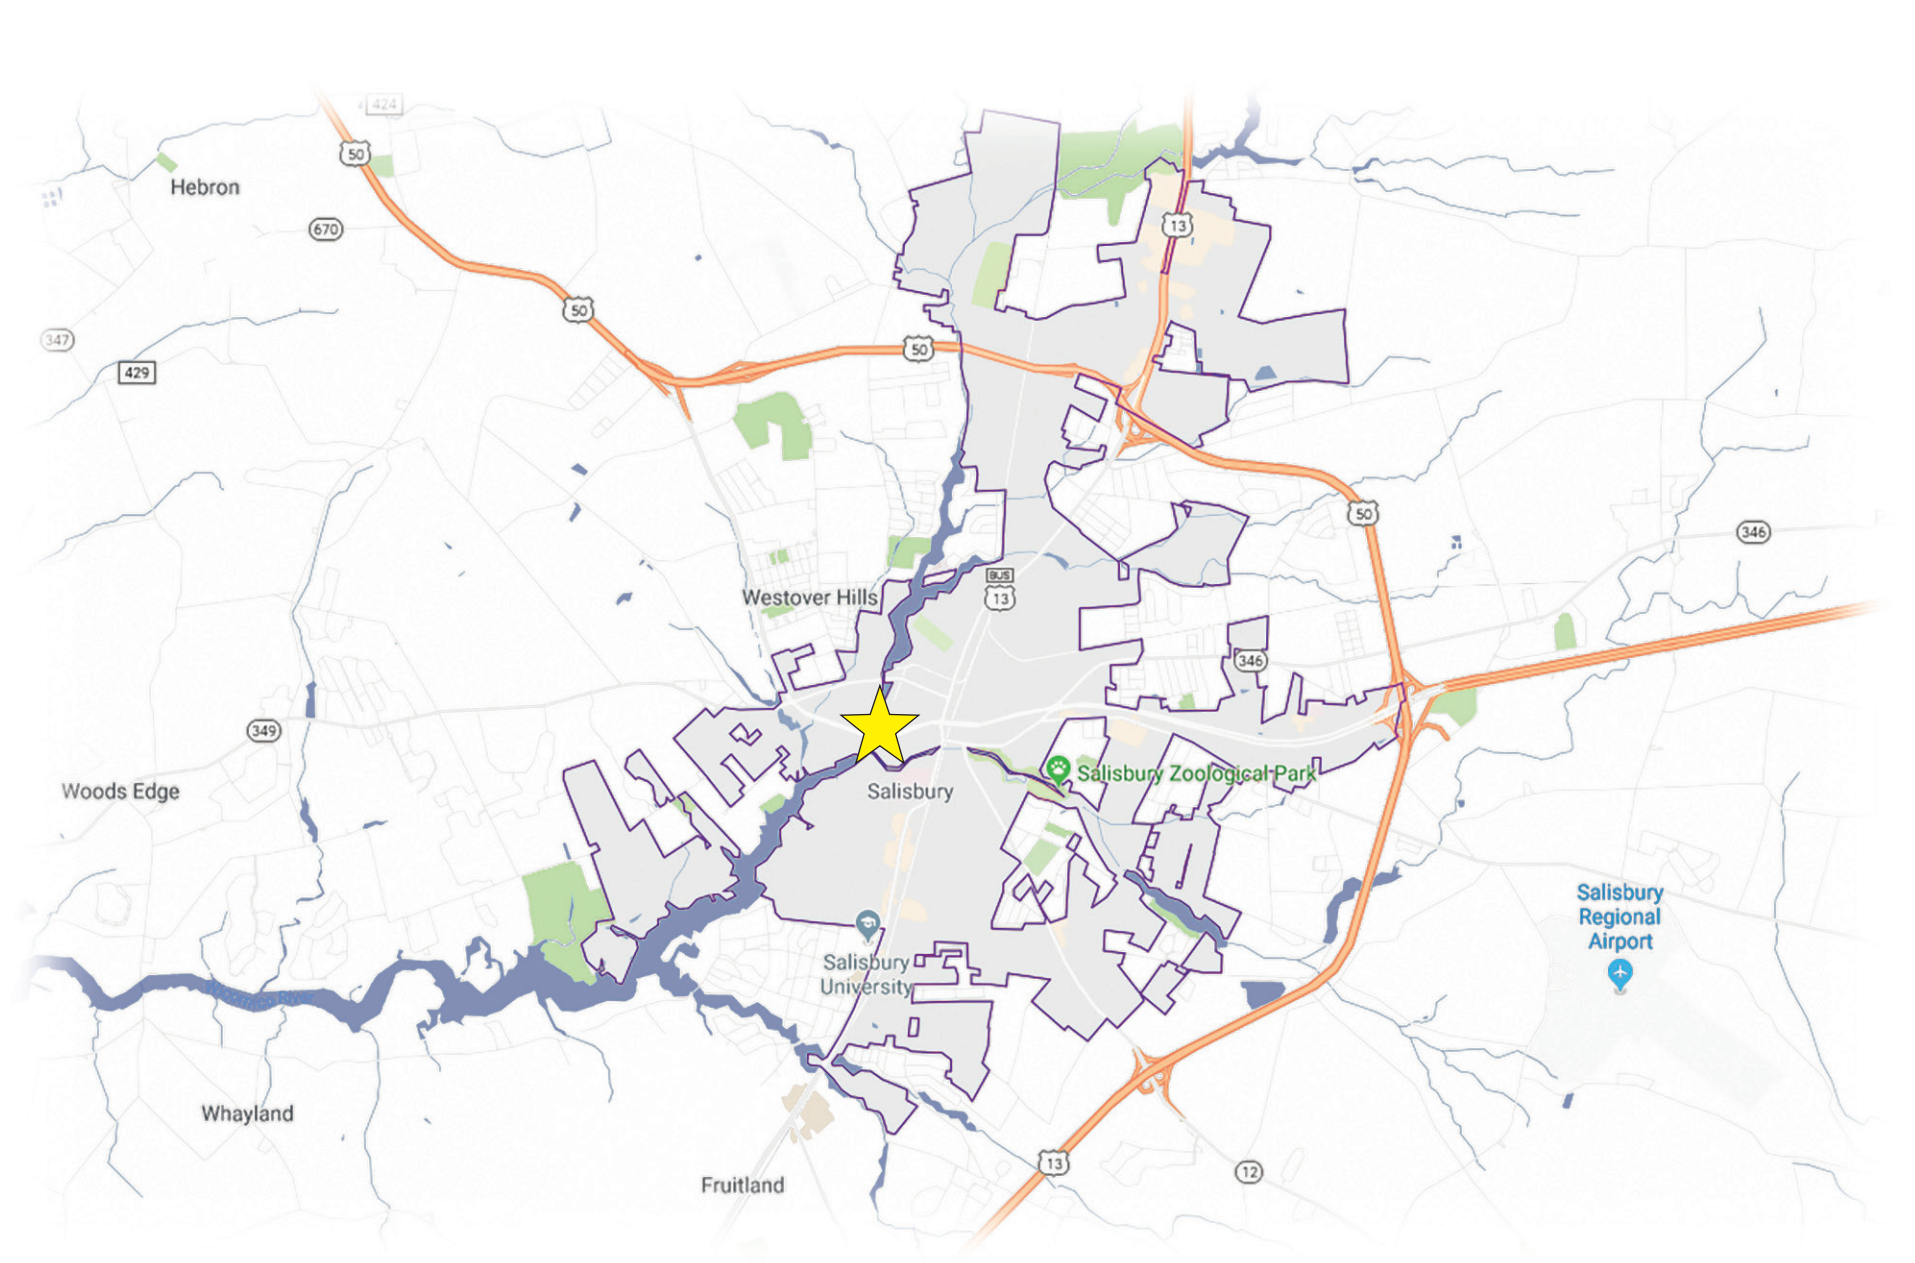 424
50
Hebron
670
13
50
347
50
429
50
346
BUS
13
Westover Hills
346
349
Salisbury Zoological Park
Woods Edge
Salisbury
Salisbury
Regional
Airport
Salisbury
University
Whayland
13
12
Fruitland